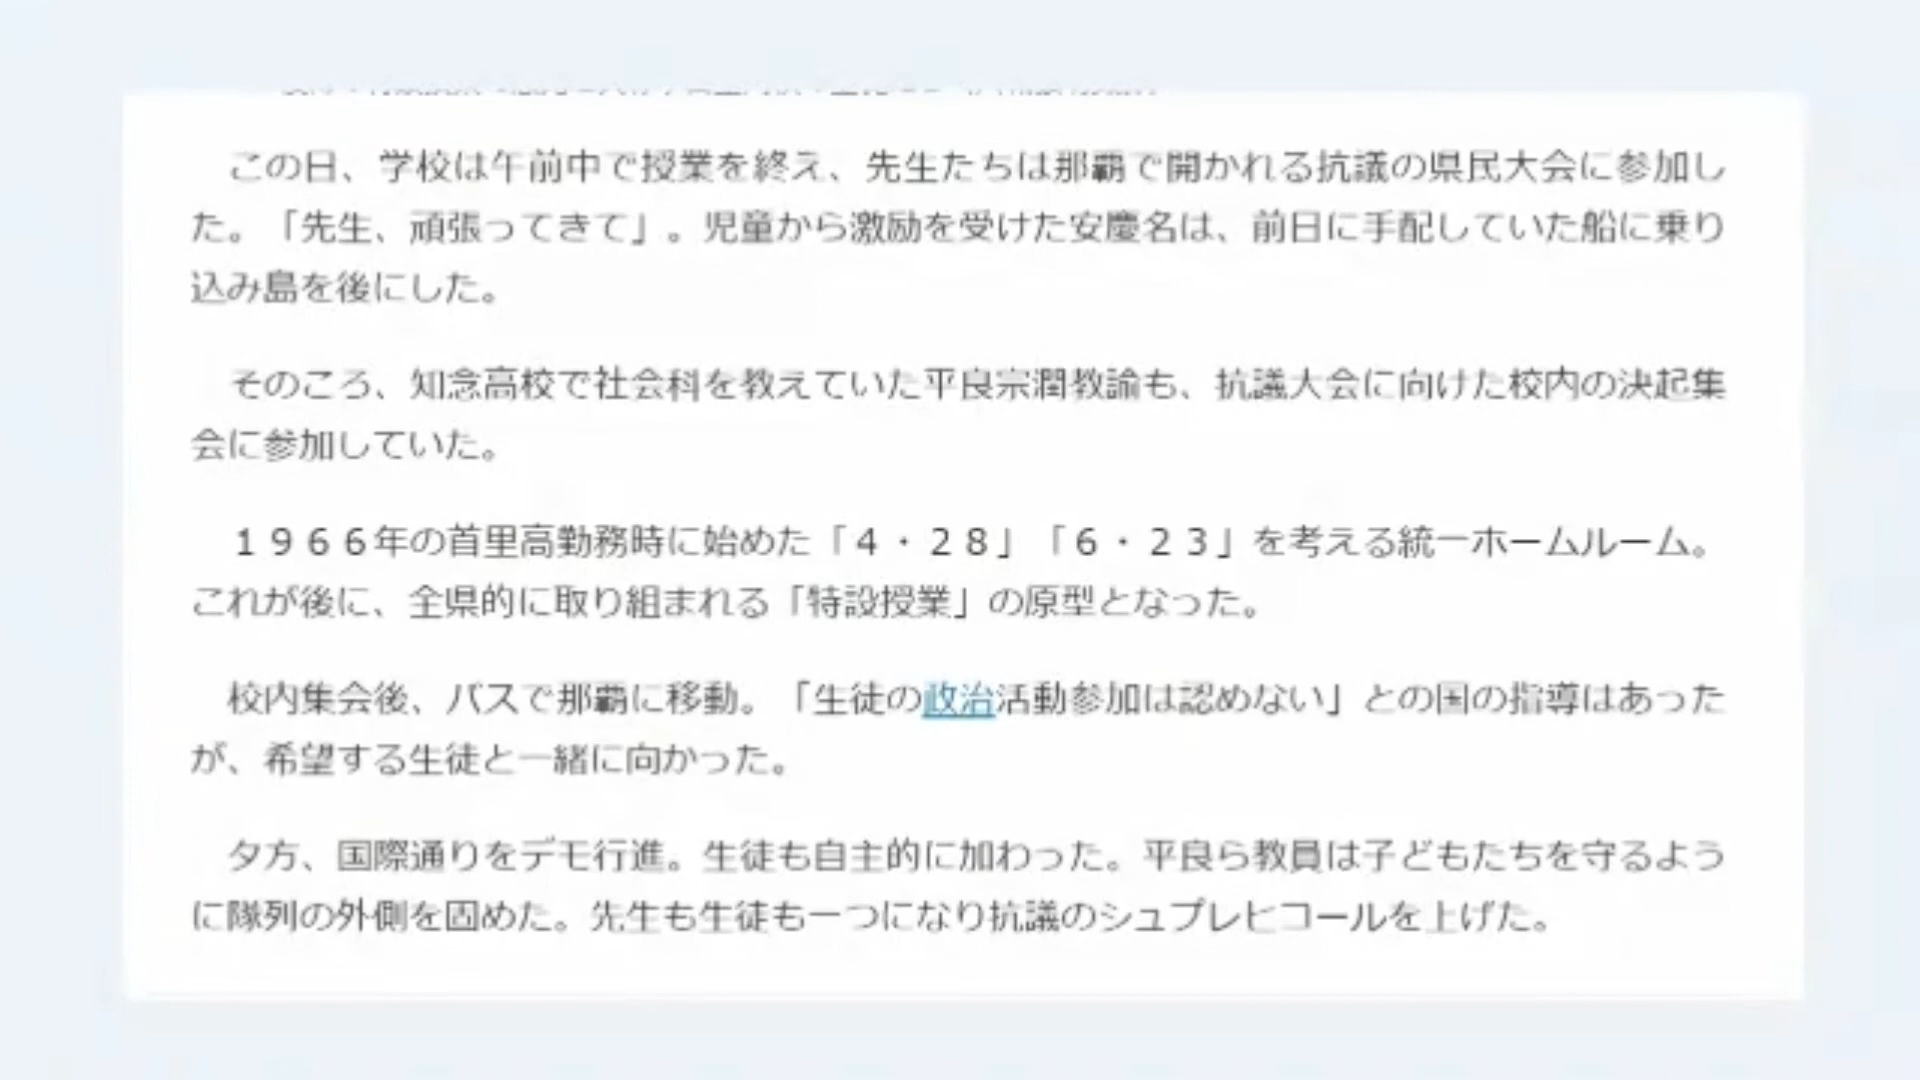 この日、学校は午前中で授業を終え、先生たちは那覇で開かれる抗議の県民大会に参加し
た。「先生、頑張ってきて」。児童から激励を受けた安慶名は、前日に手配していた船に乗り
込み島を後にした。
　そのころ、知念高校で社会科を教えていた平良宗潤教諭も、抗議大会に向けた校内の決起集
会に参加していた。
　１９６６年の首里高勤務時に始めた「４・２８」「６・２３」を考える統一ホームルーム。
これが後に、全県的に取り組まれる「特設授業」の原型となった。
　校内集会後、バスで那覇に移動。「生徒の政治活動参加は認めない」との国の指導はあった
が、希望する生徒と一緒に向かった。
　夕方、国際通りをデモ行進。生徒も自主的に加わった。平良ら教員は子どもたちを守るよう
に隊列の外側を固めた。先生も生徒も一つになり抗議のシュプレヒコールを上げた。